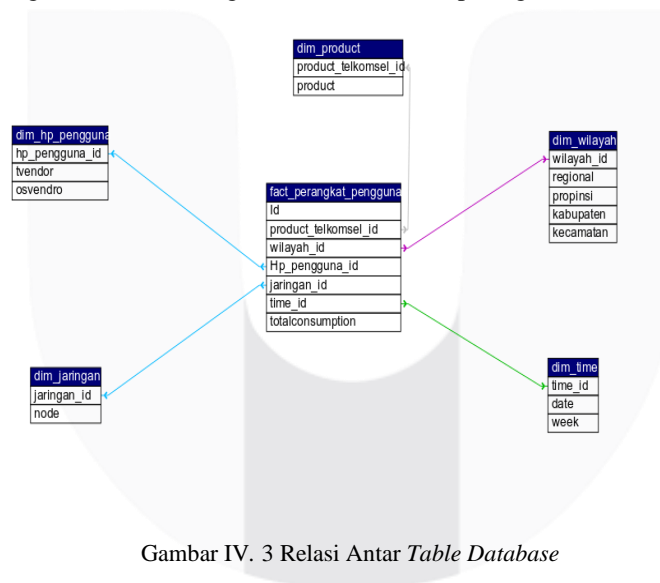 dim_product
product_telkomsel_id
product
dim_hp_pengguna
hp_pengguna_id
tvendor
osvendro
dim_wilayah
wilayah_id
regional
propinsi
kabupaten
kecamatan
fact_perangkat_pengguna
Id
product_telkomsel_id
wilayah_id
Hp_pengguna_id
jaringan_id
time_id
totalconsumption
dim_jaringan
jaringan_id
node
dim_time
time_id
date
week
Gambar IV. 3 Relasi Antar Table Database